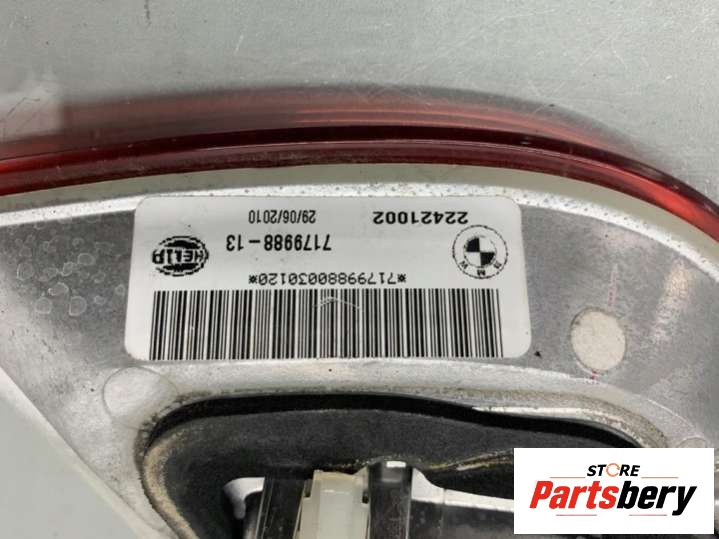 *71799880030120*
7179988-13
HELLA
B M W
22421002
29/06/2010
STORE
Partsbery